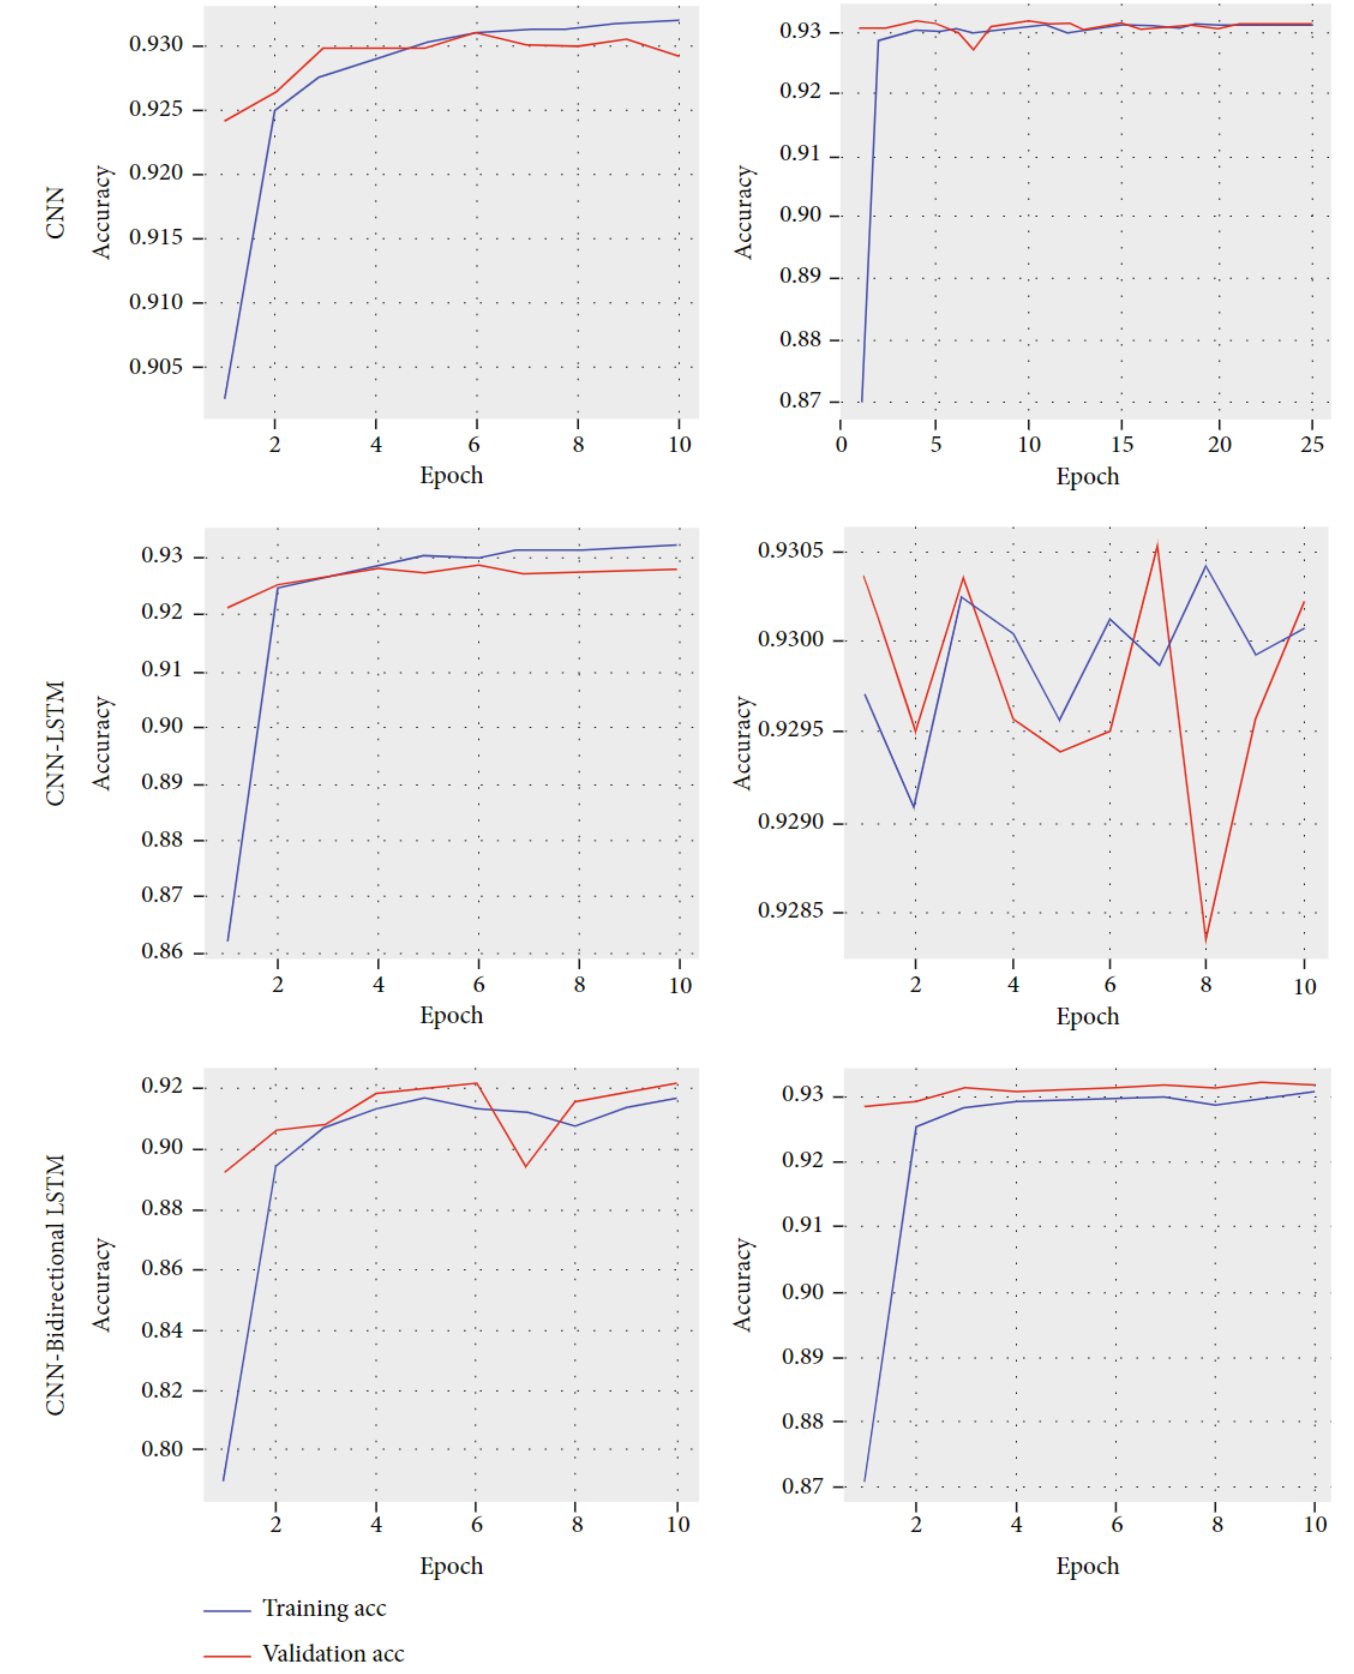 CNN
Accuracy
0.930
0.925
0.920
0.915
0.910
0.905
2 4 6 8 10
Epoch
Accuracy
0.93
0.92
0.91
0.90
0.89
0.88
0.87
0 5 10 15 20 25
Epoch
CNN-LSTM
Accuracy
0.93
0.92
0.91
0.90
0.89
0.88
0.87
0.86
2 4 6 8 10
Epoch
Accuracy
0.9305
0.9300
0.9295
0.9290
0.9285
2 4 6 8 10
Epoch
CNN-Bidirectional LSTM
Accuracy
0.92
0.90
0.88
0.86
0.84
0.82
0.80
2 4 6 8 10
Epoch
Accuracy
0.93
0.92
0.91
0.90
0.89
0.88
0.87
2 4 6 8 10
Epoch
Training acc
Validation acc